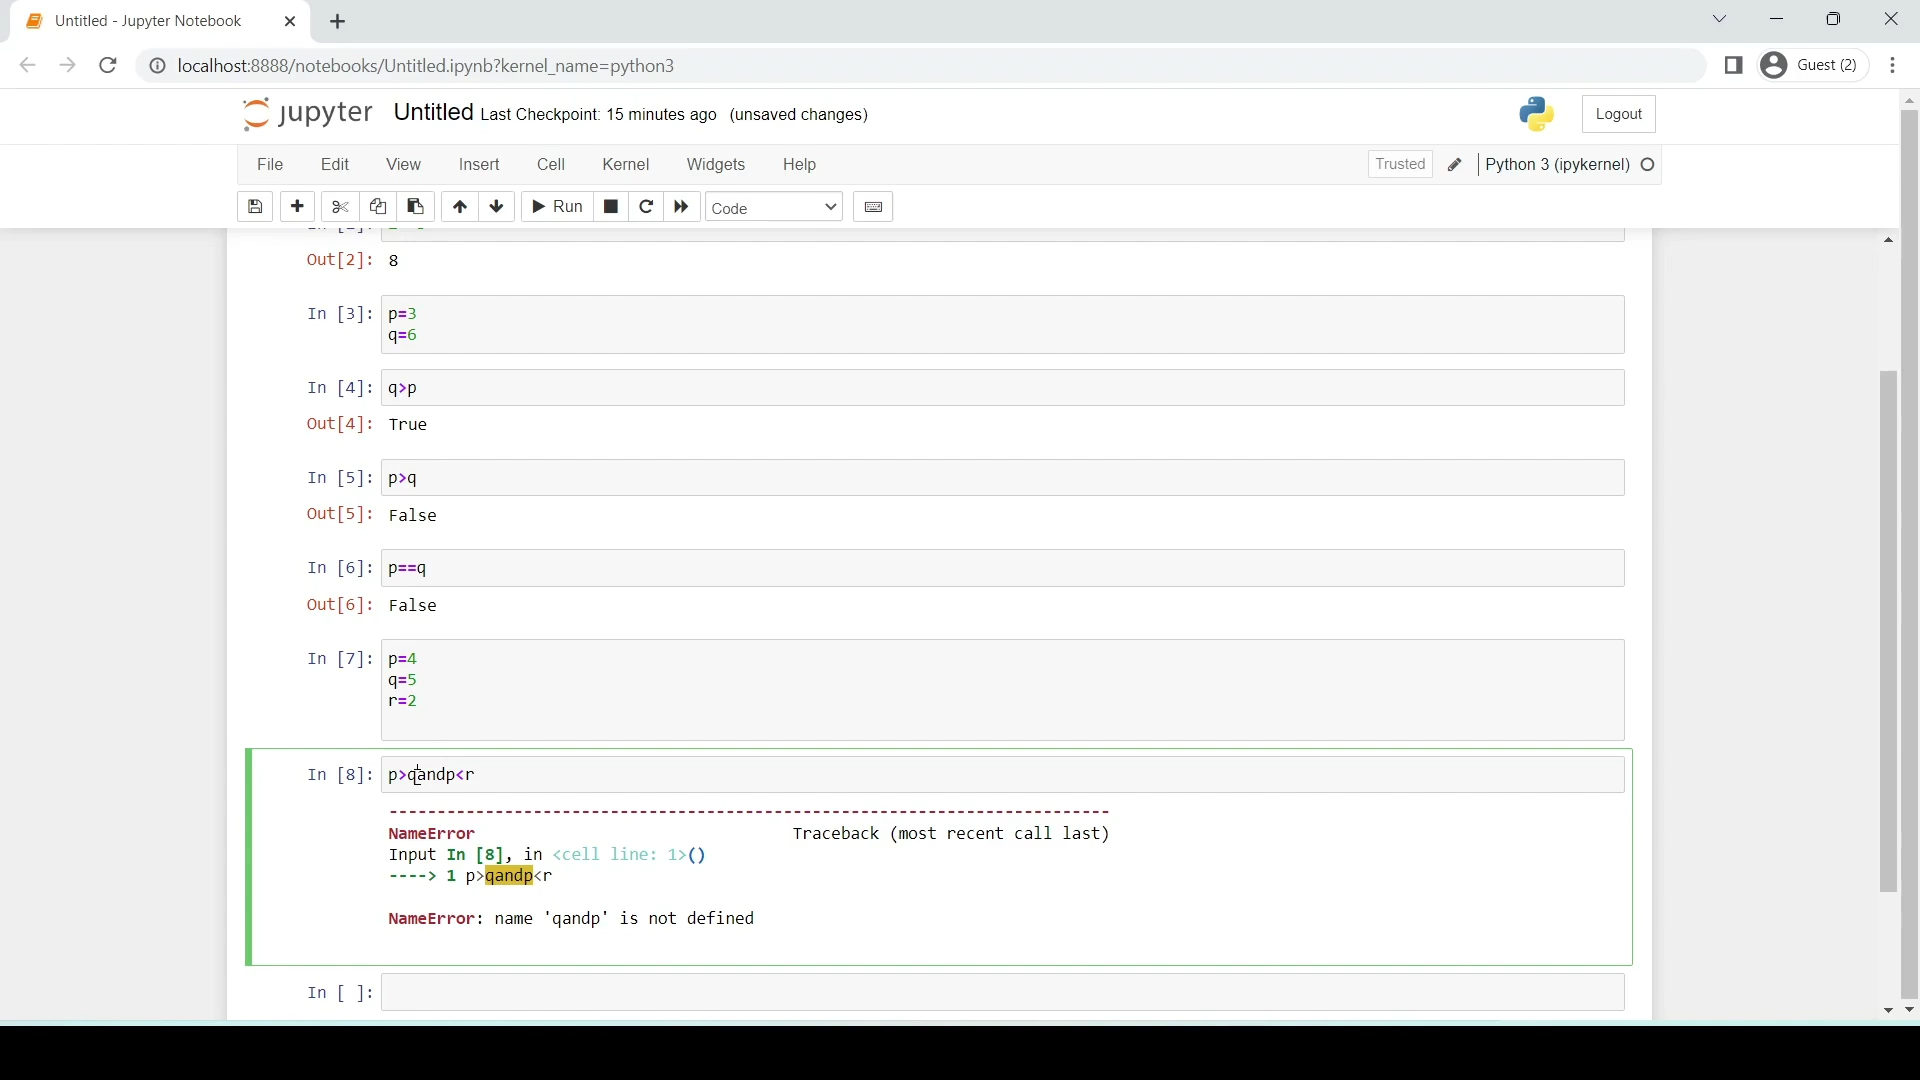 Untitled - Jupyter Notebook
localhost:8888/notebooks/Untitled.ipynb?kernel_name=python3
Guest (2)
jupyter Untitled Last Checkpoint: 15 minutes ago (unsaved changes)
Logout
File Edit View Insert Cell Kernel Widgets Help
Trusted Python 3 (ipykernel)
Run Code
Out[2]: 8
In [3]: p=3
q=6
In [4]: q>p
Out[4]: True
In [5]: p>q
Out[5]: False
In [6]: p==q
Out[6]: False
In [7]: p=4
q=5
r=2
In [8]: p>qandp<r
---------------------------------------------------------------------------
NameError Traceback (most recent call last)
Input In [8], in <cell line: 1>()
----> 1 p>qandp<r
NameError: name 'qandp' is not defined
In [ ]: